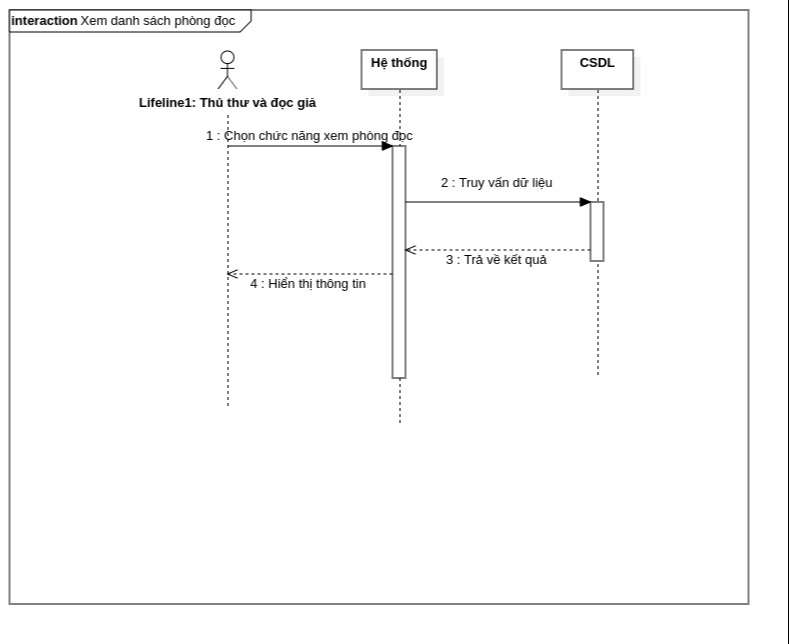 interaction Xem danh sách phòng đọc
Hệ thống
CSDL
Lifeline1: Thủ thư và đọc giả
1 : Chọn chức năng xem phòng đọc
2 : Truy vấn dữ liệu
3 : Trả về kết quả
4 : Hiển thị thông tin